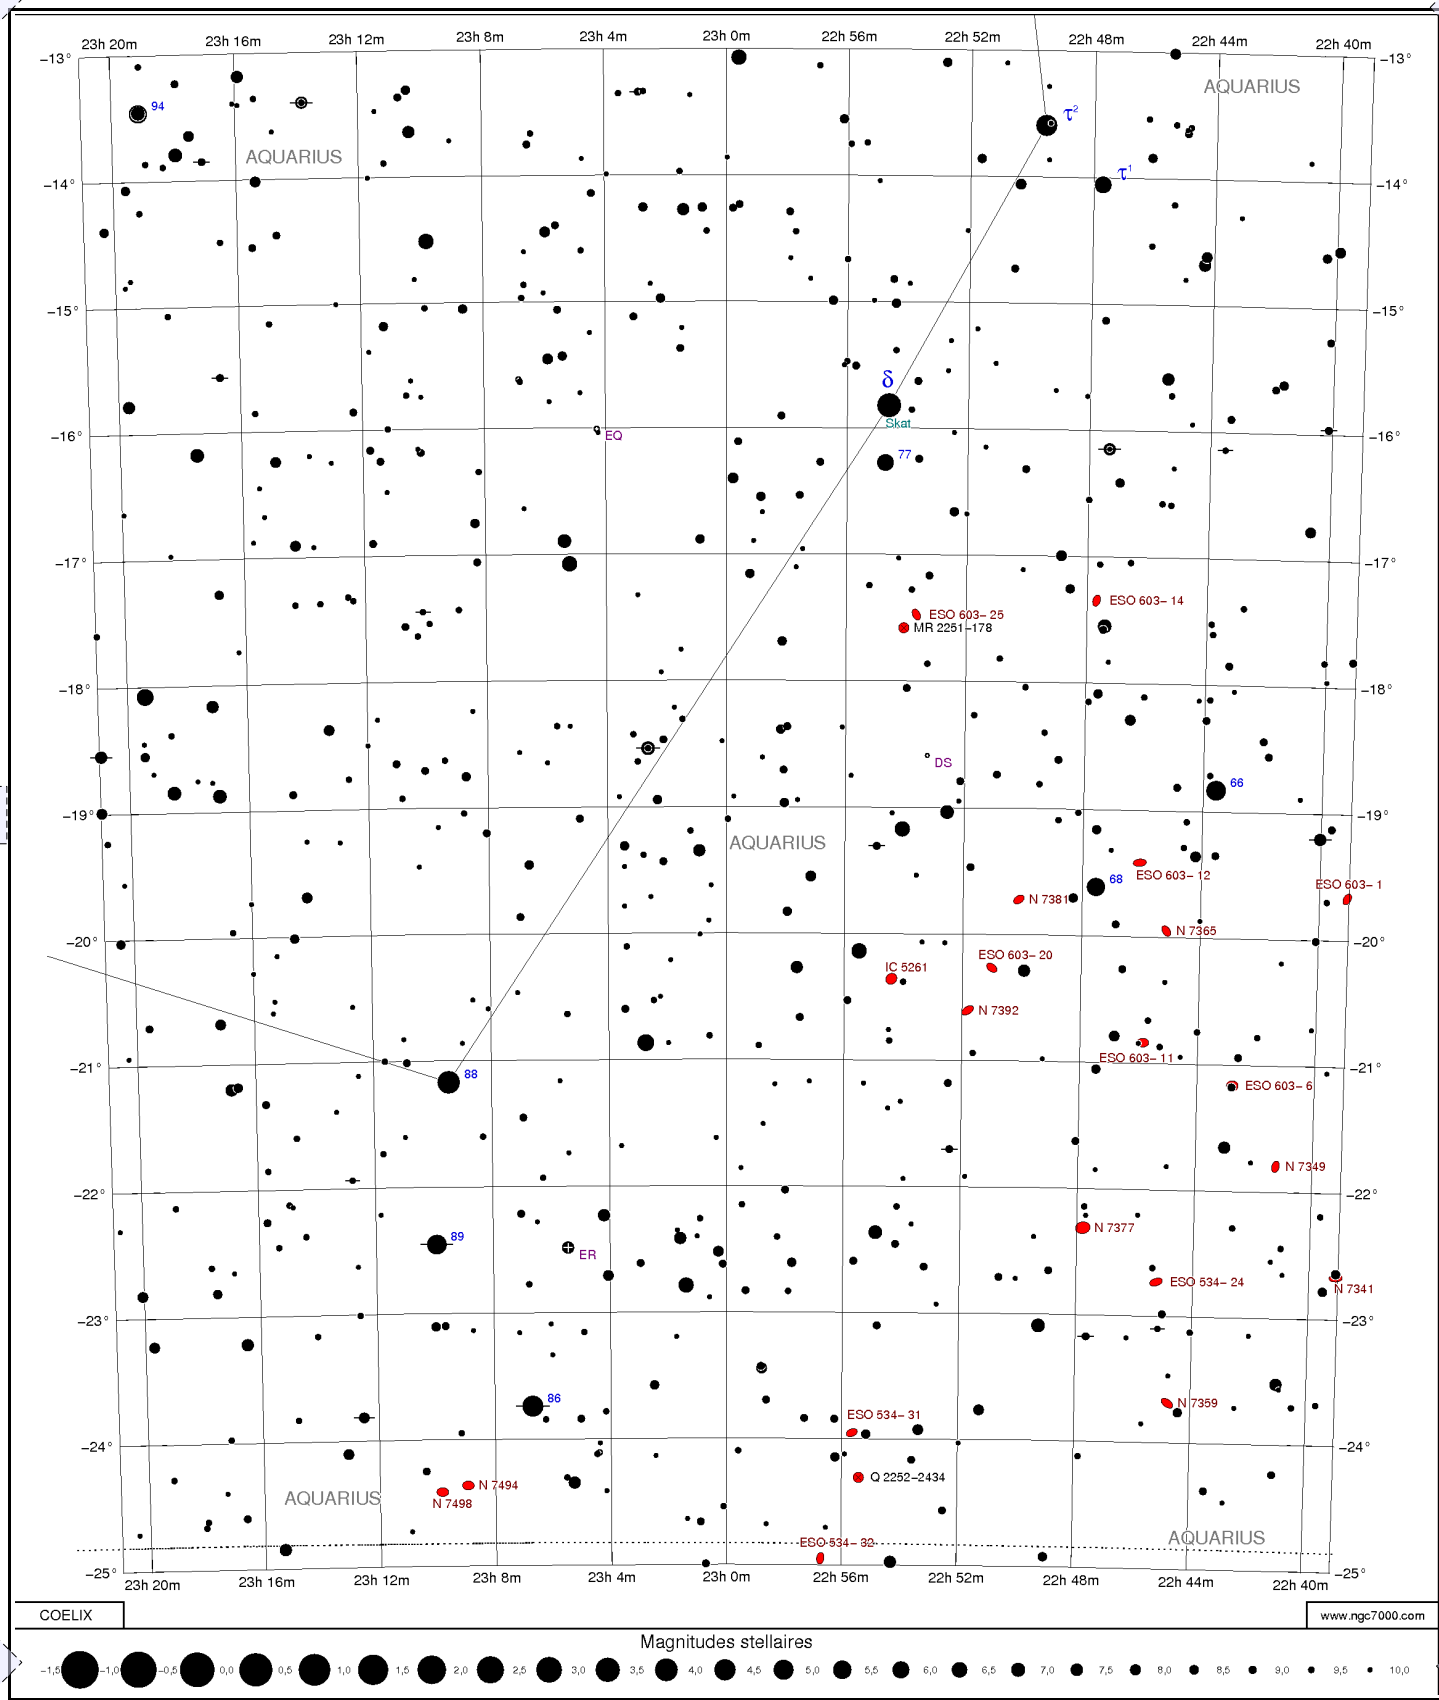 23h 20m 23h 16m 23h 12m 23h 8m 23h 4m 23h 0m 22h 56m 22h 52m 22h 48m 22h 44m 22h 40m
−13° −13°
AQUARIUS
94 τ²
AQUARIUS
τ¹
−14° −14°
−15° −15°
δ
Skat
EQ
−16° −16°
77
−17° −17°
ESO 603− 14
ESO 603− 25
MR 2251−178
−18° −18°
DS
66
−19° −19°
AQUARIUS
ESO 603− 12
68 ESO 603− 1
N 7381
N 7365
−20° −20°
ESO 603− 20
IC 5261
N 7392
ESO 603− 11
−21° −21°
88
ESO 603− 6
N 7349
−22° −22°
N 7377
89
ER
ESO 534− 24
N 7341
−23° −23°
86
N 7359
ESO 534− 31
−24° −24°
Q 2252−2434
N 7494
AQUARIUS
N 7498
AQUARIUS
ESO 534− 32
−25° −25°
23h 20m 23h 16m 23h 12m 23h 8m 23h 4m 23h 0m 22h 56m 22h 52m 22h 48m 22h 44m 22h 40m
COELIX www.ngc7000.com
Magnitudes stellaires
−1,5 −1,0 −0,5 0,0 0,5 1,0 1,5 2,0 2,5 3,0 3,5 4,0 4,5 5,0 5,5 6,0 6,5 7,0 7,5 8,0 8,5 9,0 9,5 10,0